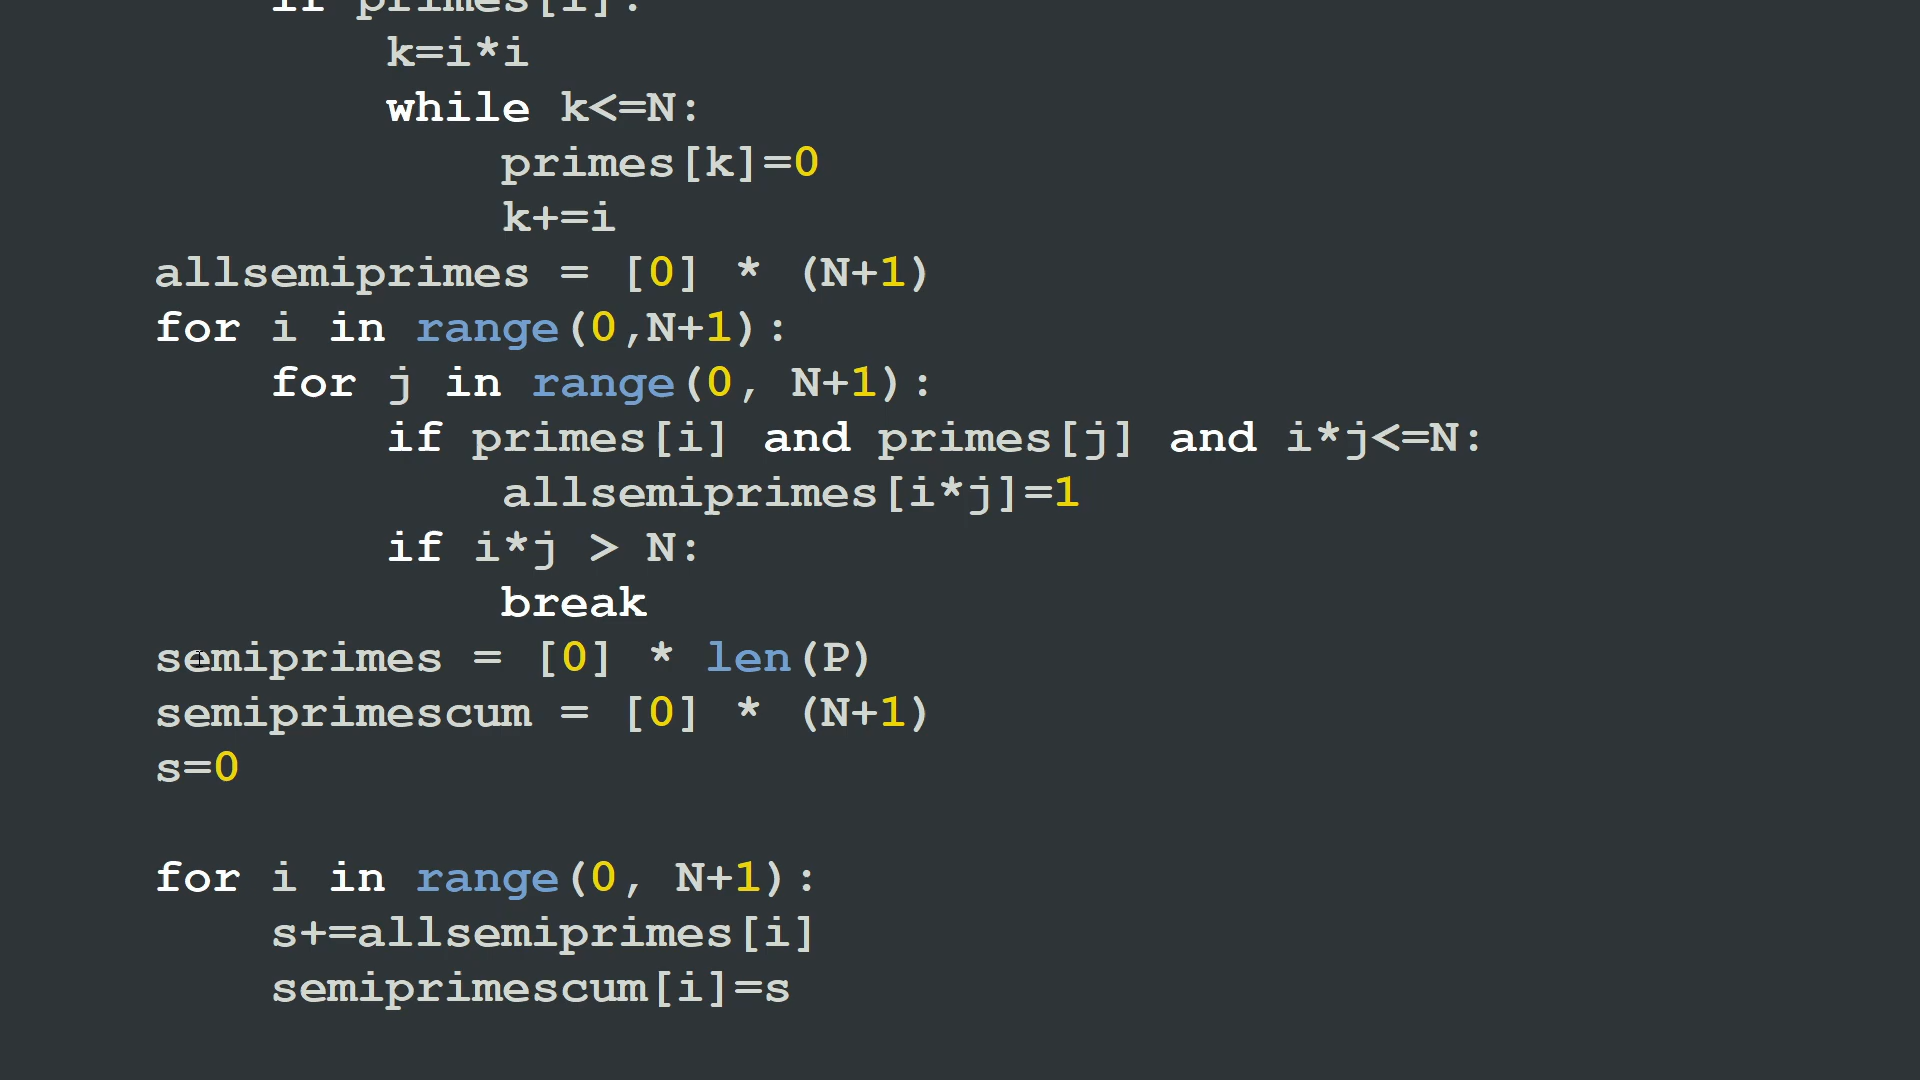 if primes[i]:
k=i*i
while k<=N:
primes[k]=0
k+=i
allsemiprimes = [0] * (N+1)
for i in range(0,N+1):
for j in range(0, N+1):
if primes[i] and primes[j] and i*j<=N:
allsemiprimes[i*j]=1
if i*j > N:
break
semiprimes = [0] * len(P)
semiprimescum = [0] * (N+1)
s=0
for i in range(0, N+1):
s+=allsemiprimes[i]
semiprimescum[i]=s